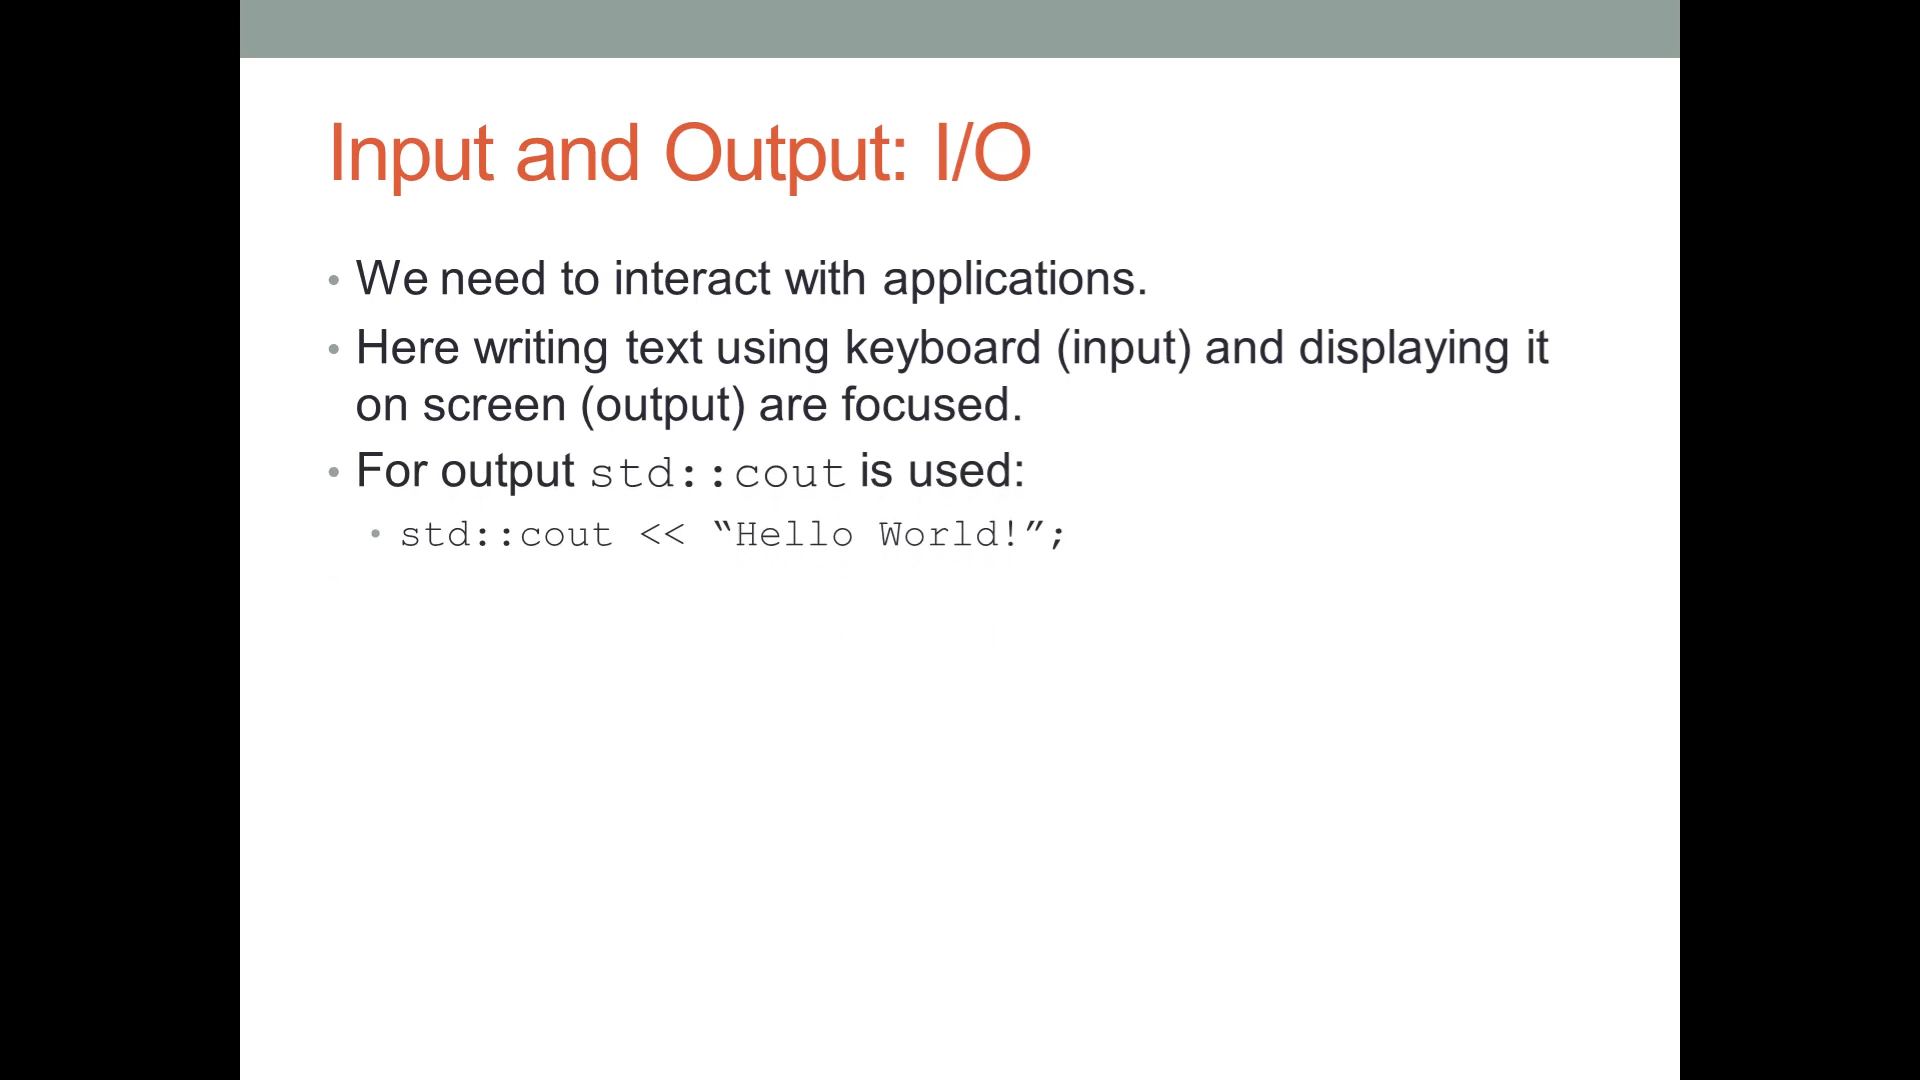 Input and Output: I/O
• We need to interact with applications.
• Here writing text using keyboard (input) and displaying it
on screen (output) are focused.
• For output std::cout is used:
• std::cout << “Hello World!”;